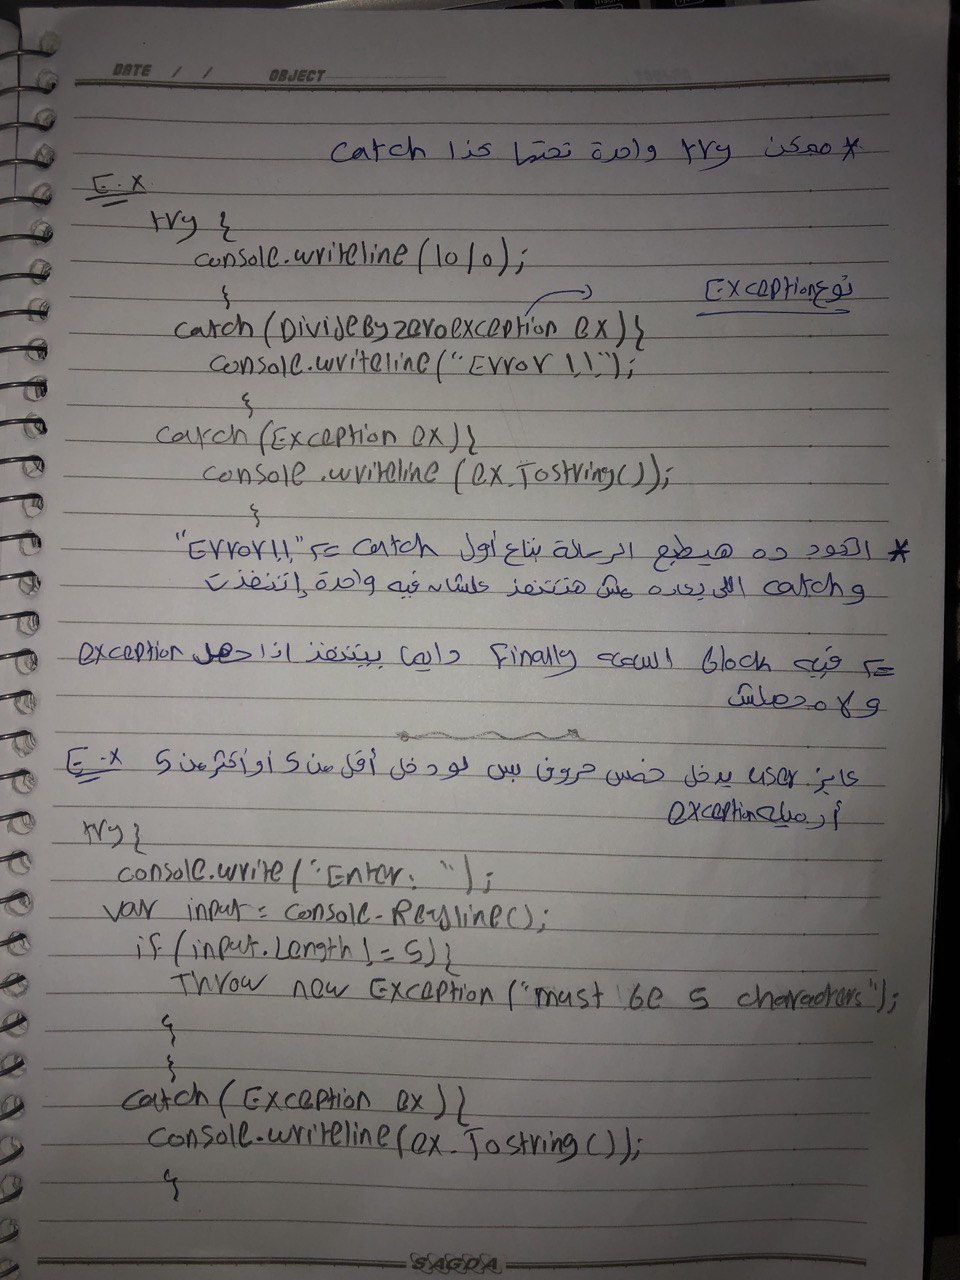 DATE / / OBJECT
* ممكن try واحدة تحتها كذا catch
E.X
try {
console.writeline (10/0);
}
نوع Exception
catch (DivideByzeroexception ex) {
console.writeline ("Error !!");
}
catch (Exception ex) {
console.writeline (ex.Tostring());
}
* الكود ده هيطبع الرسالة بتاع أول catch => "Error!!"
و catch اللي بعده مش هتتنفذ علشان فيه واحدة إتنفذت
=> فيه block اسمه Finally دايما بيتنفذ اذا حصل exception
ولا محصلش
E.X عايز user يدخل خمس حروف بس لو دخل أقل من 5 او أكتر من 5
أرميله exception
try {
console.write ("Enter: ");
var input = console.Readline();
if (input.Length != 5) {
Throw new Exception ("must be 5 characters");
}
}
catch (Exception ex) {
console.writeline (ex.Tostring());
}
SAGDA